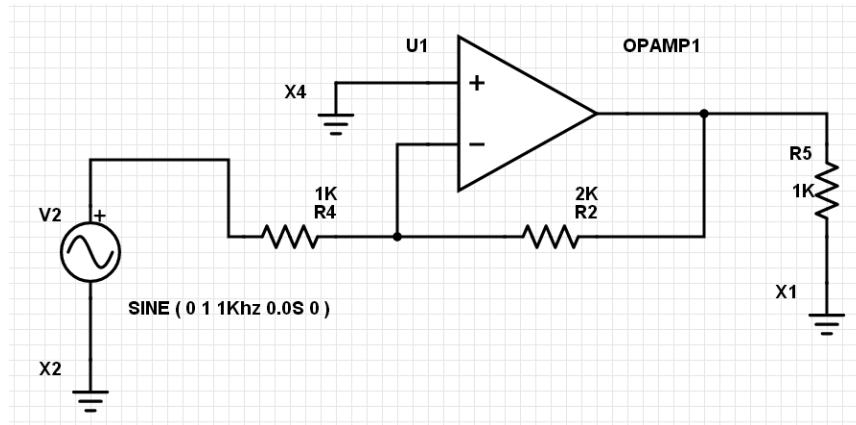 U1
OPAMP1
X4
+
−
R5
1K
V2
+
1K
R4
2K
R2
X1
SINE ( 0 1 1Khz 0.0S 0 )
X2